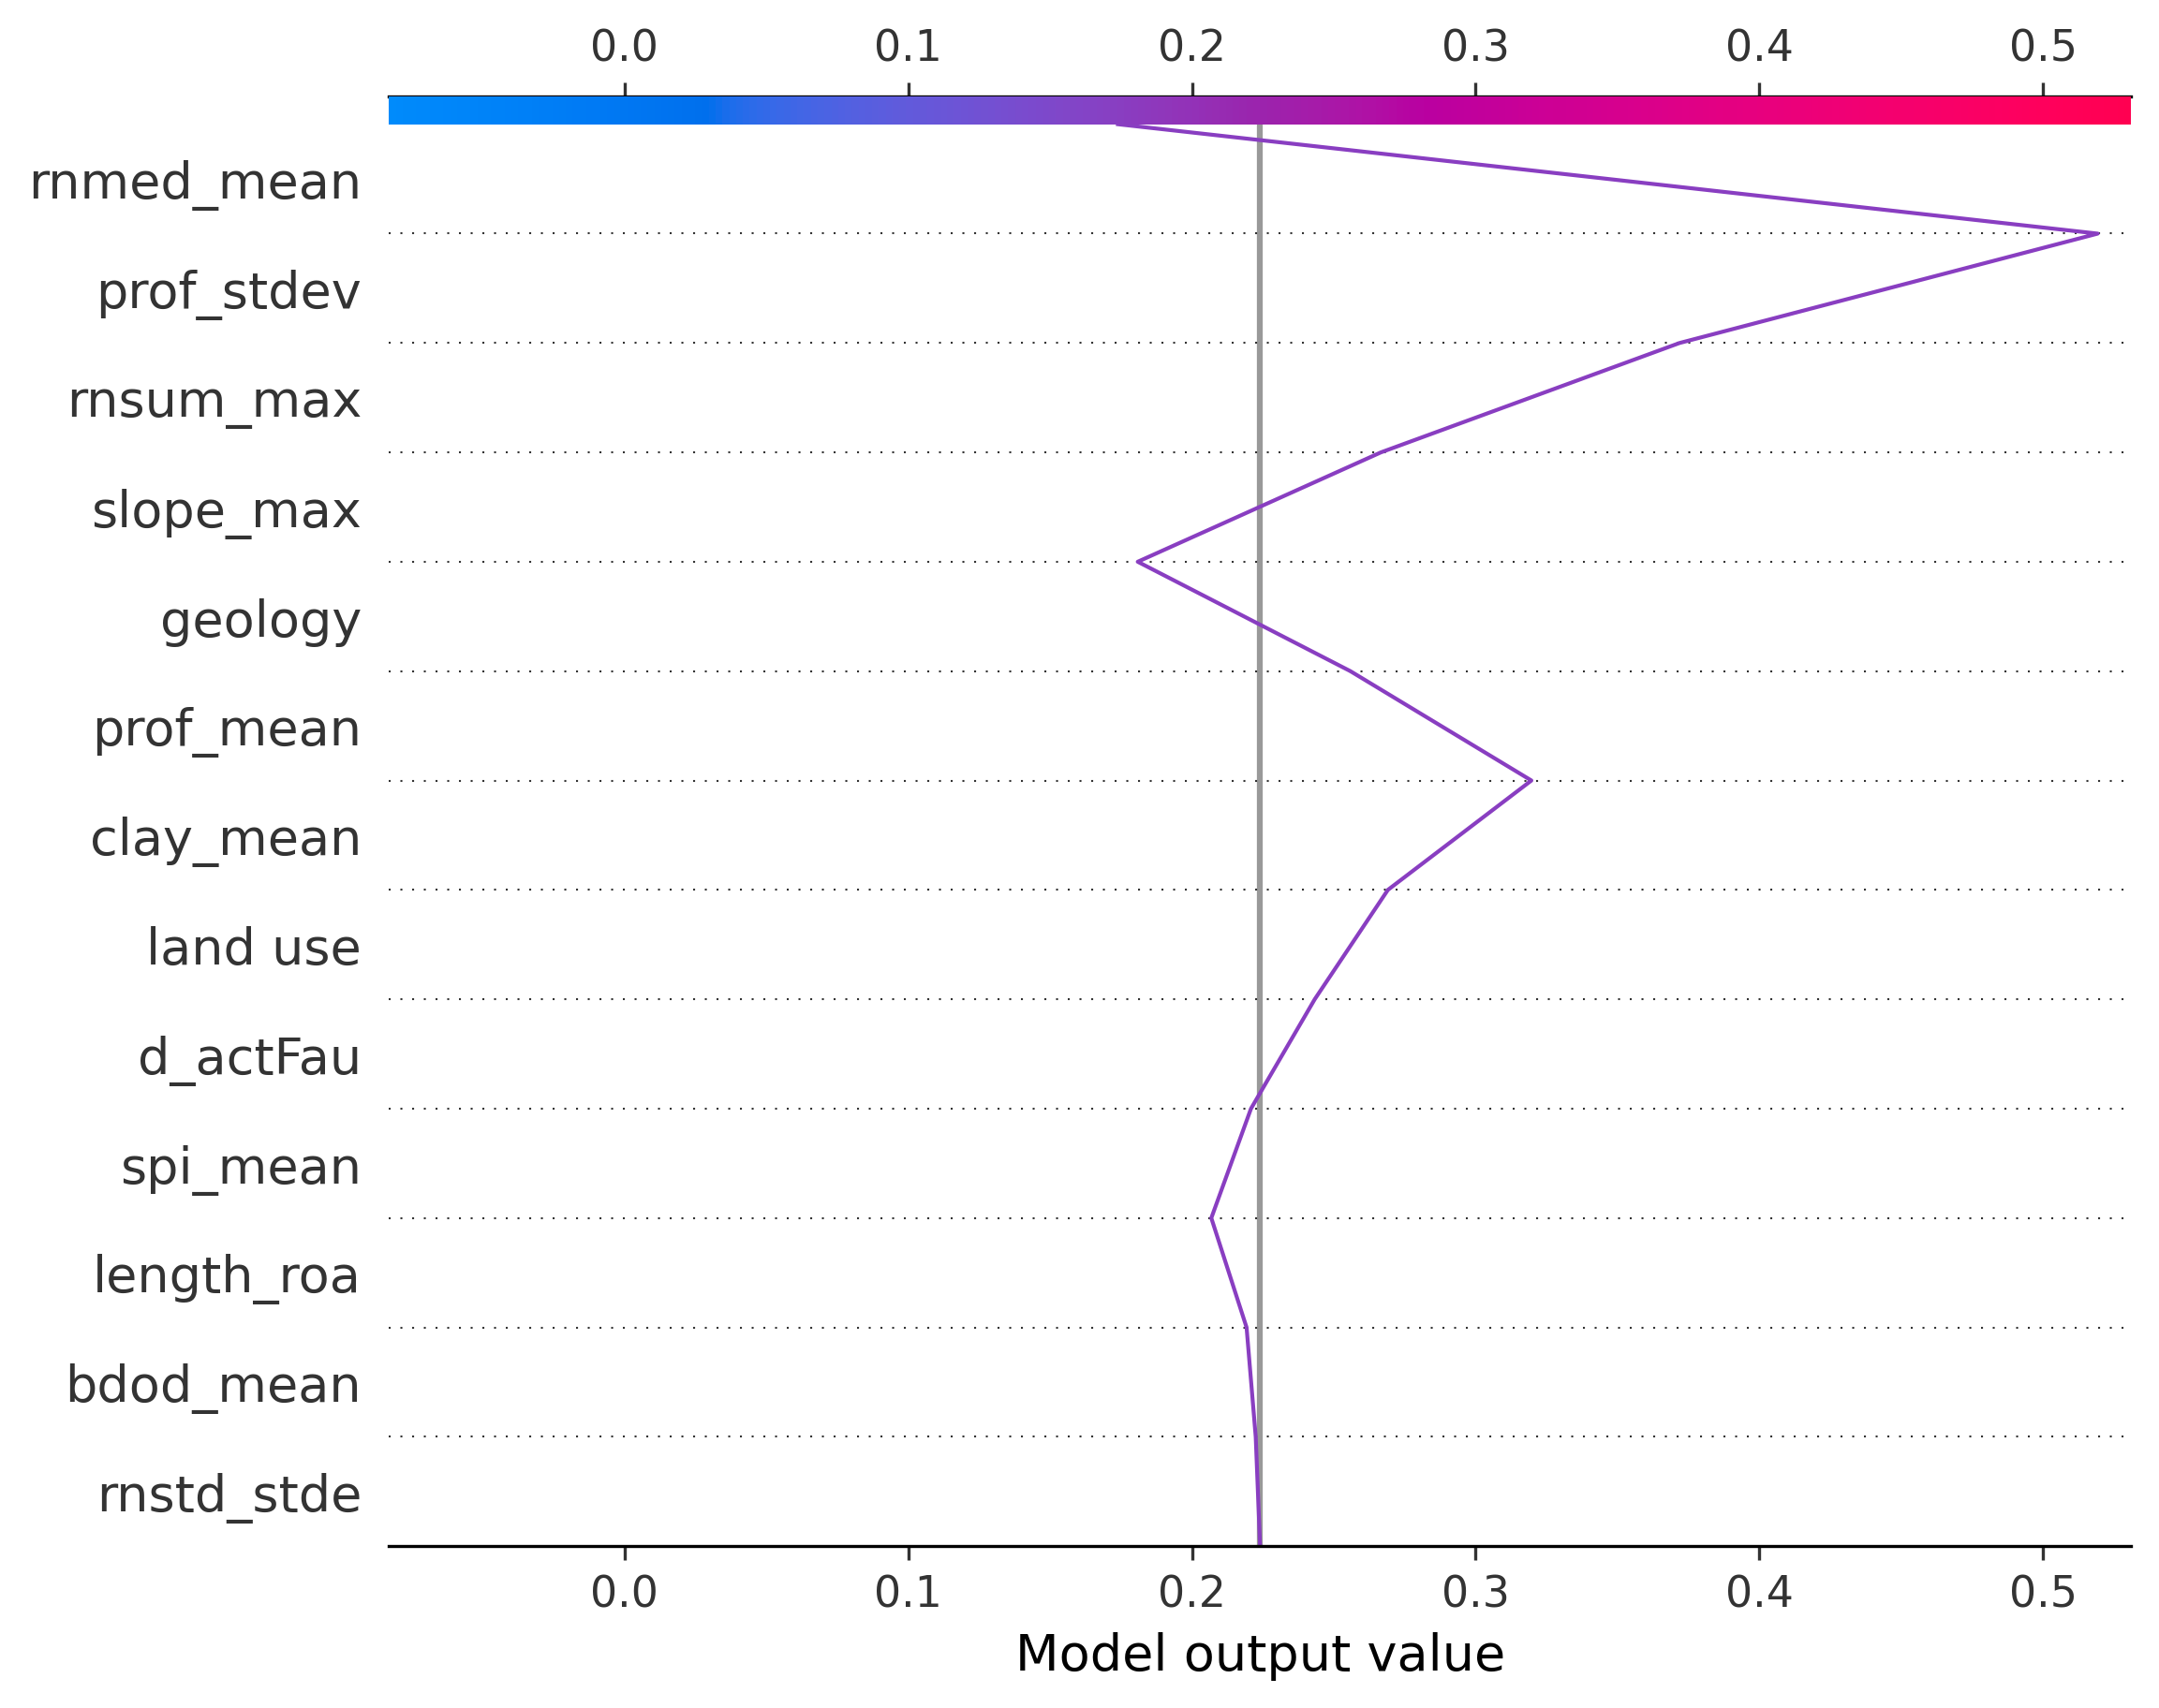 0.0 0.1 0.2 0.3 0.4 0.5
rnmed_mean
prof_stdev
rnsum_max
slope_max
geology
prof_mean
clay_mean
land use
d_actFau
spi_mean
length_roa
bdod_mean
rnstd_stde
0.0 0.1 0.2 0.3 0.4 0.5
Model output value